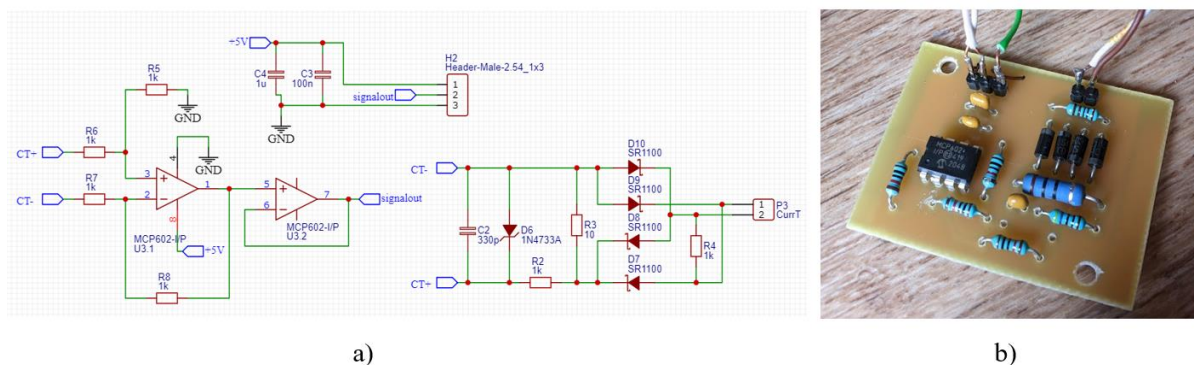 +5V
H2
Header-Male-2.54_1x3
R5
1k
C4
1u
C3
100n
1
2
3
signalout
GND
GND
R6
1k
4
GND
CT+
3
1
5
7
signalout
CT-
R7
1k
2
6
8
MCP602-I/P
U3.1
+5V
MCP602-I/P
U3.2
R8
1k
CT-
D10
SR1100
D9
SR1100
1
2
P3
CurrT
C2
330p
D6
1N4733A
R3
10
D8
SR1100
R4
1k
D7
SR1100
CT+
R2
1k
MCP602-
I/P
a)
b)